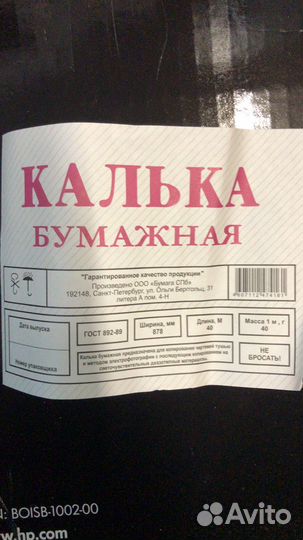 КАЛЬКА
БУМАЖНАЯ
"Гарантированное качество продукции"
Произведено ООО «Бумага СПб»
192148, Санкт-Петербург, ул. Ольги Берггольц, 31
литера А пом. 4-Н
4607112474161
Дата выпуска
Номер упаковщика
ГОСТ 892-89
Ширина, мм
878
Длина, М
40
Масса 1 м , г
40
Калька бумажная предназначена для копирования чертежей тушью
и методом электрофотографии с последующим копированием на
светочувствительные диазотипные материалы.
НЕ
БРОСАТЬ!
N: BOISB-1002-00
w.hp.com
Avito